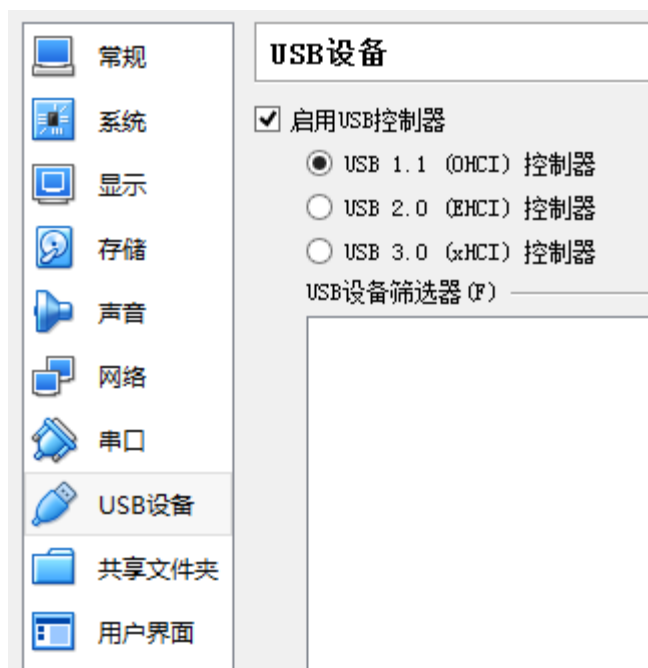 常规
系统
显示
存储
声音
网络
串口
USB设备
共享文件夹
用户界面
USB设备
启用USB控制器
USB 1.1 (OHCI) 控制器
USB 2.0 (EHCI) 控制器
USB 3.0 (xHCI) 控制器
USB设备筛选器(F)